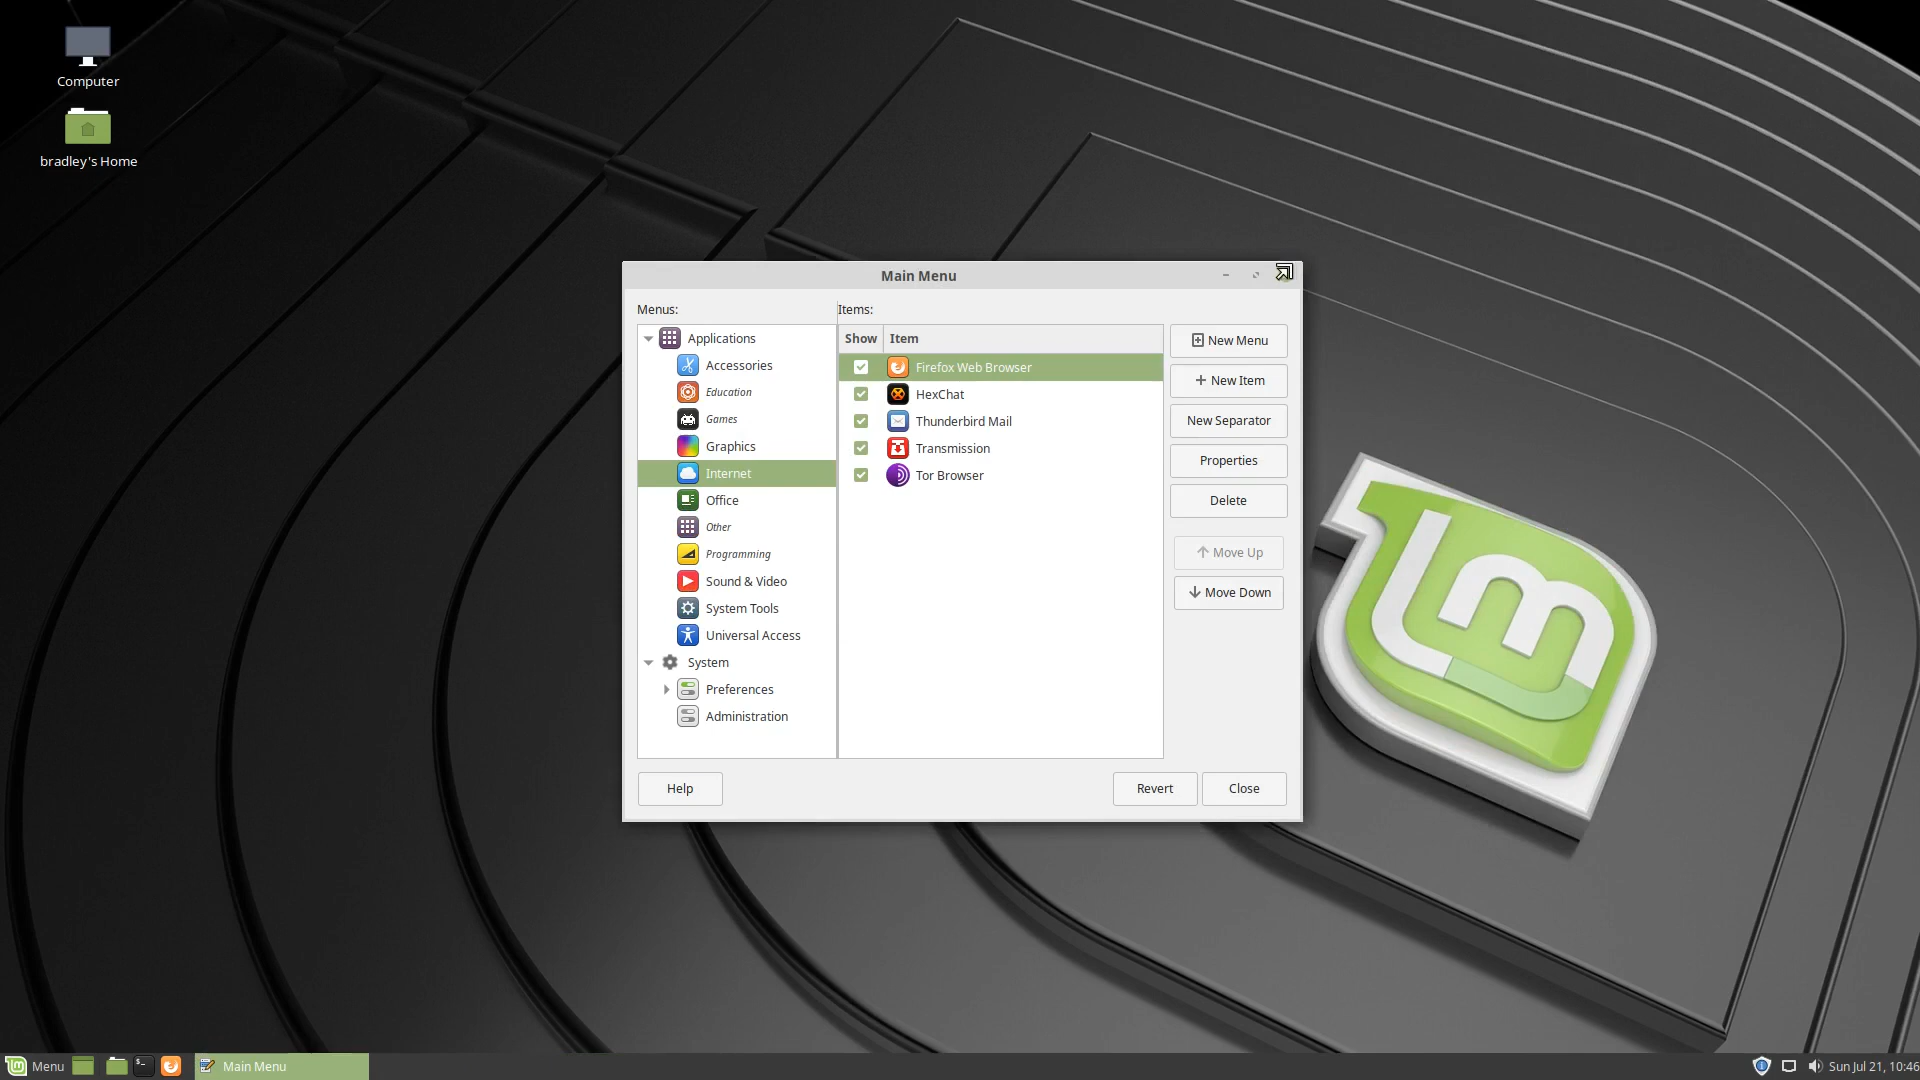 Computer
bradley's Home
Main Menu
Menus:
Items:
Applications
Accessories
Education
Games
Graphics
Internet
Office
Other
Programming
Sound & Video
System Tools
Universal Access
System
Preferences
Administration
Show Item
Firefox Web Browser
HexChat
Thunderbird Mail
Transmission
Tor Browser
New Menu
New Item
New Separator
Properties
Delete
Move Up
Move Down
Help
Revert
Close
Menu
Main Menu
Sun Jul 21, 10:46